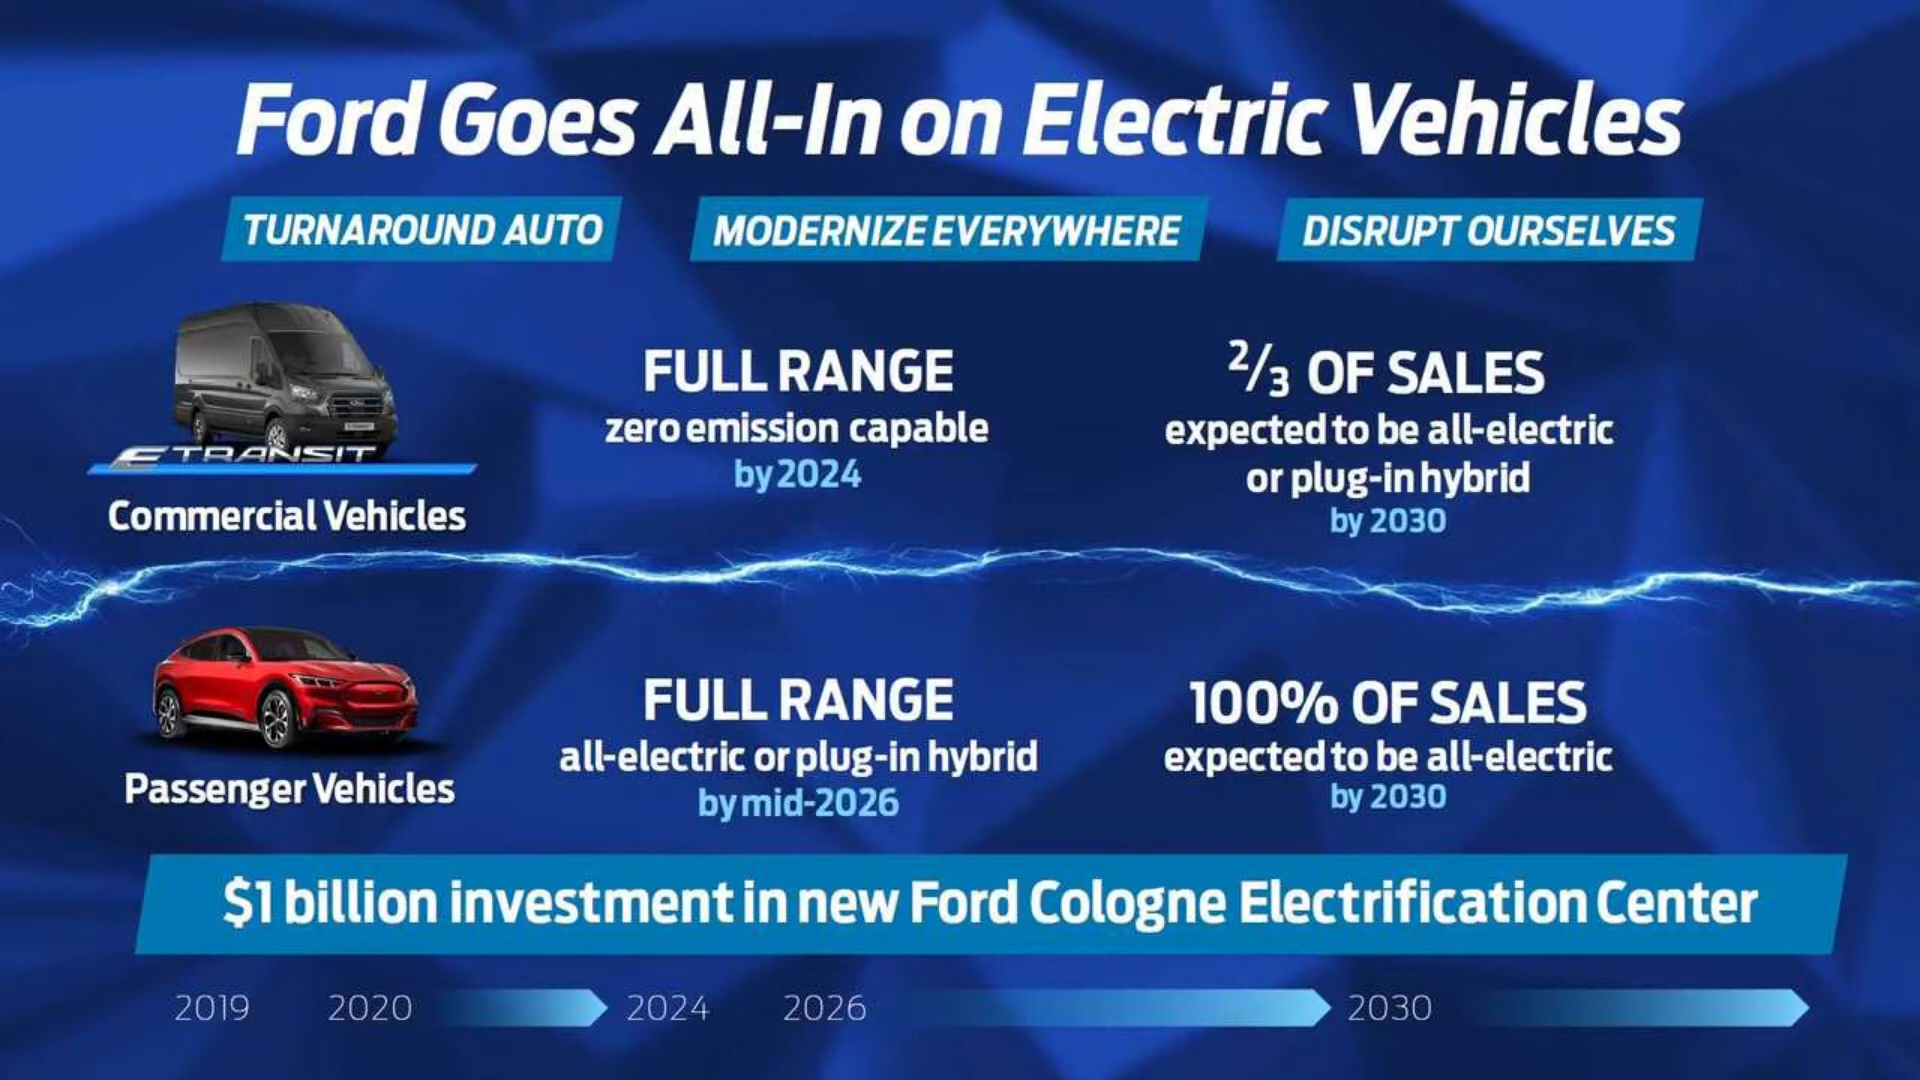 Ford Goes All-In on Electric Vehicles
TURNAROUND AUTO
MODERNIZE EVERYWHERE
DISRUPT OURSELVES
E TRANSIT
Commercial Vehicles
FULL RANGE
zero emission capable
by 2024
2/3 OF SALES
expected to be all-electric
or plug-in hybrid
by 2030
Passenger Vehicles
FULL RANGE
all-electric or plug-in hybrid
by mid-2026
100% OF SALES
expected to be all-electric
by 2030
$1 billion investment in new Ford Cologne Electrification Center
2019 2020 2024 2026 2030